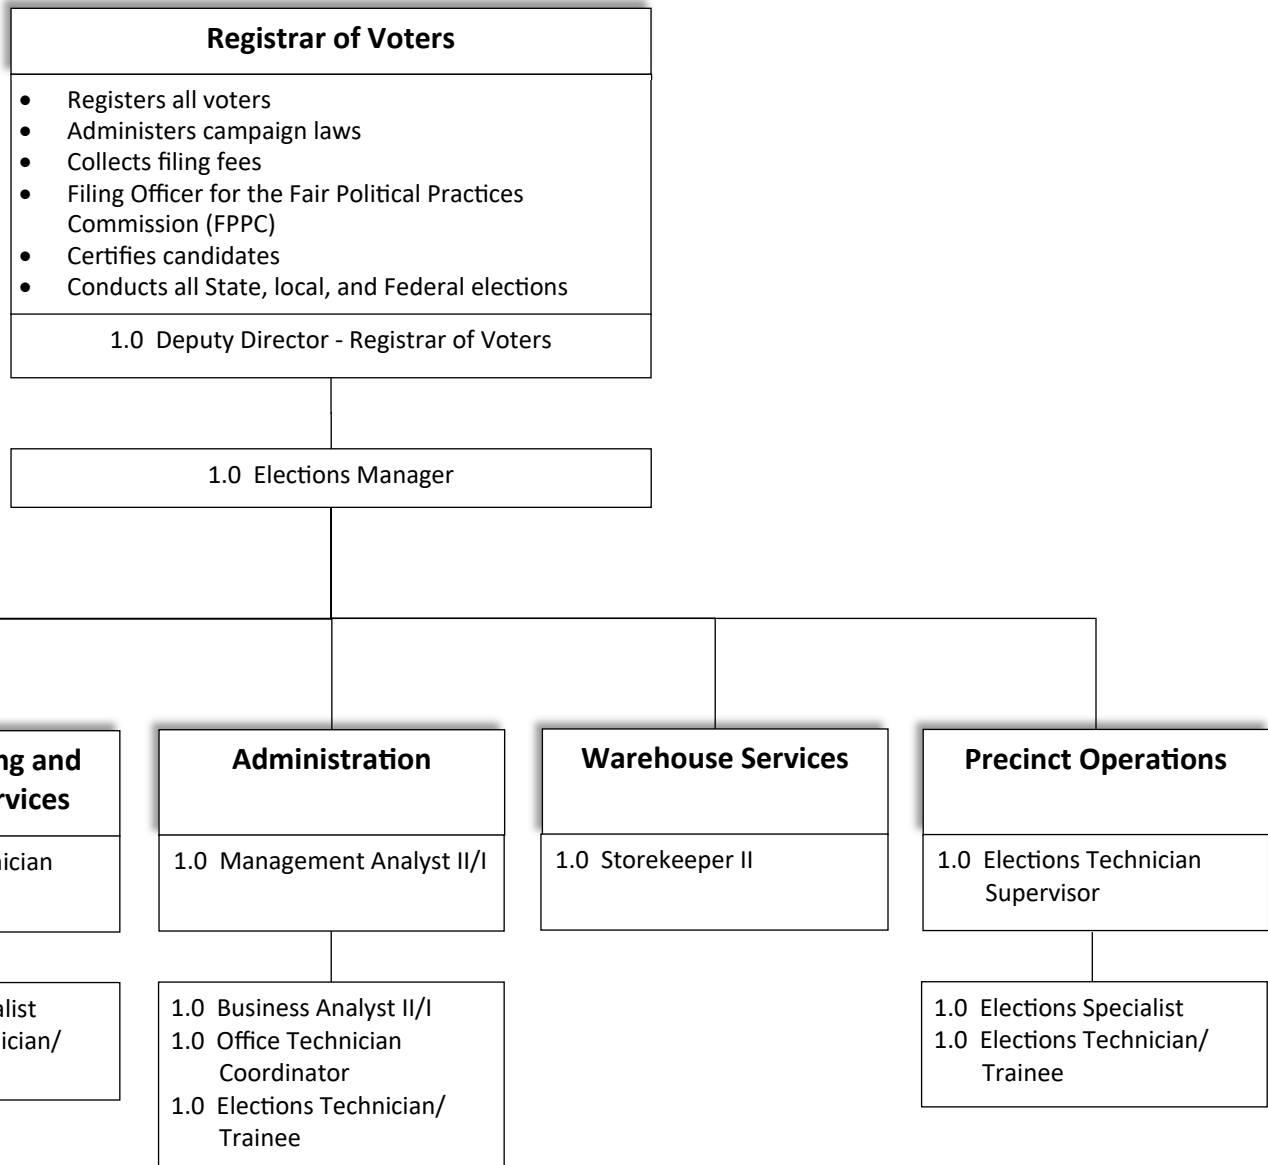 Registrar of Voters
• Registers all voters
• Administers campaign laws
• Collects filing fees
• Filing Officer for the Fair Political Practices
Commission (FPPC)
• Certifies candidates
• Conducts all State, local, and Federal elections
1.0 Deputy Director - Registrar of Voters
1.0 Elections Manager
and
Administration
1.0 Management Analyst II/I
1.0 Business Analyst II/I
1.0 Office Technician
Coordinator
1.0 Elections Technician/
Trainee
Warehouse Services
1.0 Storekeeper II
Precinct Operations
1.0 Elections Technician
Supervisor
1.0 Elections Specialist
1.0 Elections Technician/
Trainee